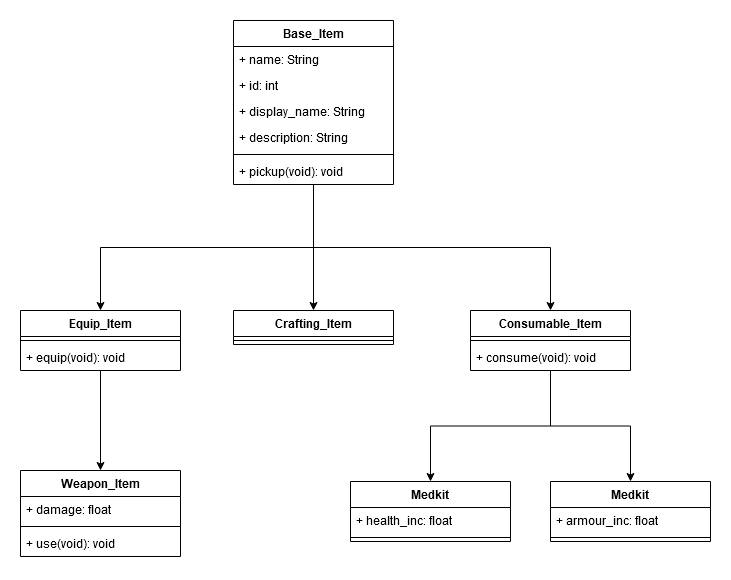 Base_Item
+ name: String
+ id: int
+ display_name: String
+ description: String
+ pickup(void): void
Equip_Item
+ equip(void): void
Crafting_Item
Consumable_Item
+ consume(void): void
Weapon_Item
+ damage: float
+ use(void): void
Medkit
+ health_inc: float
Medkit
+ armour_inc: float